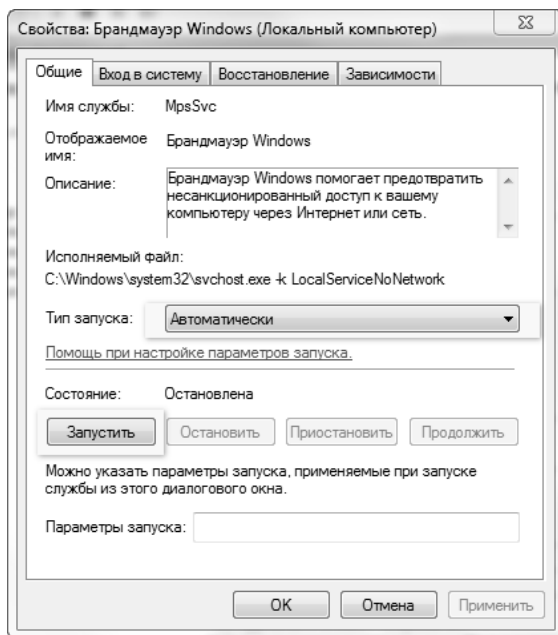 Свойства: Брандмауэр Windows (Локальный компьютер)
Общие Вход в систему Восстановление Зависимости
Имя службы: MpsSvc
Отображаемое имя: Брандмауэр Windows
Описание: Брандмауэр Windows помогает предотвратить
несанкционированный доступ к вашему
компьютеру через Интернет или сеть.
Исполняемый файл:
C:\Windows\system32\svchost.exe -k LocalServiceNoNetwork
Тип запуска: Автоматически
Помощь при настройке параметров запуска.
Состояние: Остановлена
Запустить Остановить Приостановить Продолжить
Можно указать параметры запуска, применяемые при запуске
службы из этого диалогового окна.
Параметры запуска:
OK Отмена Применить